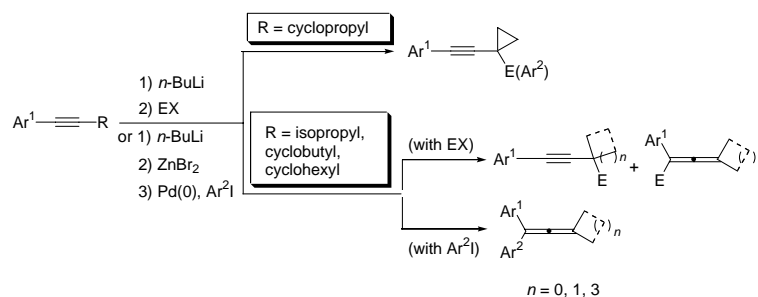 R = cyclopropyl
Ar¹
E(Ar²)
1) n-BuLi
2) EX
Ar¹
R
or 1) n-BuLi
2) ZnBr₂
3) Pd(0), Ar²I
R = isopropyl,
cyclobutyl,
cyclohexyl
(with EX)
Ar¹
( )n
E
+
Ar¹
E
( )
(with Ar²I)
Ar¹
Ar²
( )n
n = 0, 1, 3